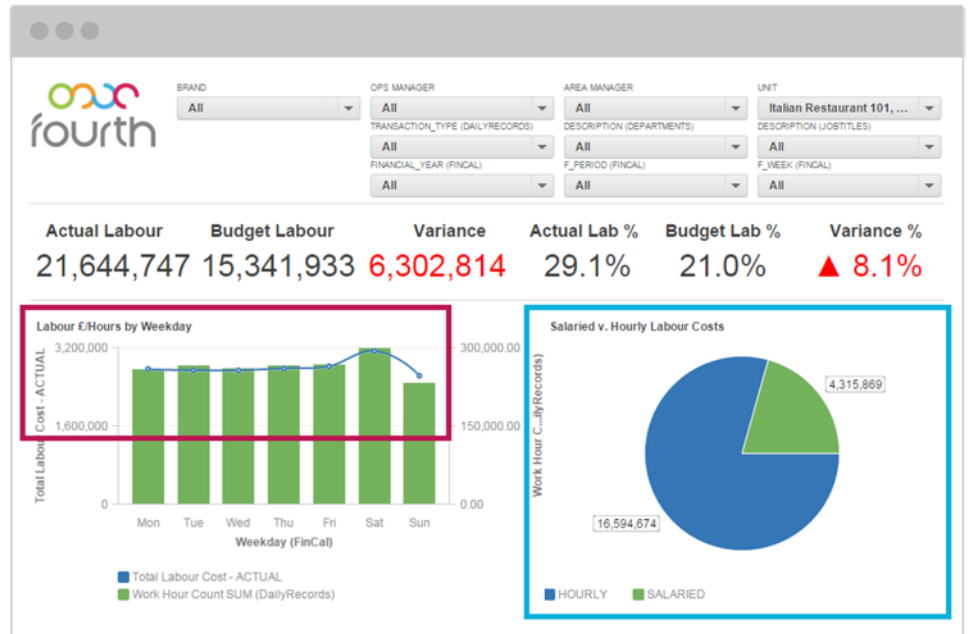 fourth
BRAND
All
OPS MANAGER
All
AREA MANAGER
All
UNIT
Italian Restaurant 101, ...
TRANSACTION_TYPE (DAILYRECORDS)
All
DESCRIPTION (DEPARTMENTS)
All
DESCRIPTION (JOBTITLES)
All
FINANCIAL_YEAR (FINCAL)
All
F_PERIOD (FINCAL)
All
F_WEEK (FINCAL)
All
Actual Labour
21,644,747
Budget Labour
15,341,933
Variance
6,302,814
Actual Lab %
29.1%
Budget Lab %
21.0%
Variance %
▲ 8.1%
Labour £/Hours by Weekday
Total Labour Cost - ACTUAL
3,200,000
1,600,000
0
300,000.00
150,000.00
0.00
Mon Tue Wed Thu Fri Sat Sun
Weekday (FinCal)
Total Labour Cost - ACTUAL
Work Hour Count SUM (DailyRecords)
Salaried v. Hourly Labour Costs
Work Hour C...ilyRecords)
4,315,869
16,594,674
HOURLY SALARIED